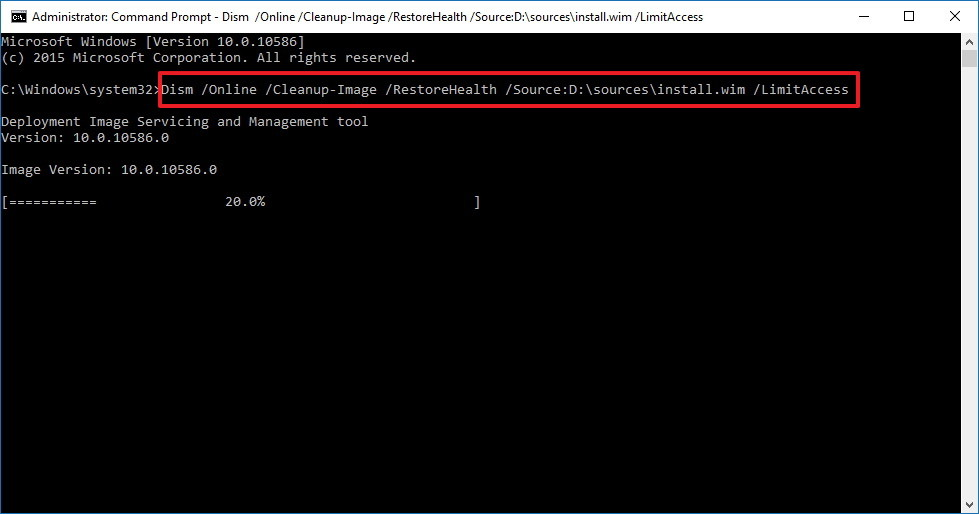 Administrator: Command Prompt - Dism /Online /Cleanup-Image /RestoreHealth /Source:D:\sources\install.wim /LimitAccess
Microsoft Windows [Version 10.0.10586]
(c) 2015 Microsoft Corporation. All rights reserved.
C:\Windows\system32>Dism /Online /Cleanup-Image /RestoreHealth /Source:D:\sources\install.wim /LimitAccess
Deployment Image Servicing and Management tool
Version: 10.0.10586.0
Image Version: 10.0.10586.0
[=========== 20.0% ]